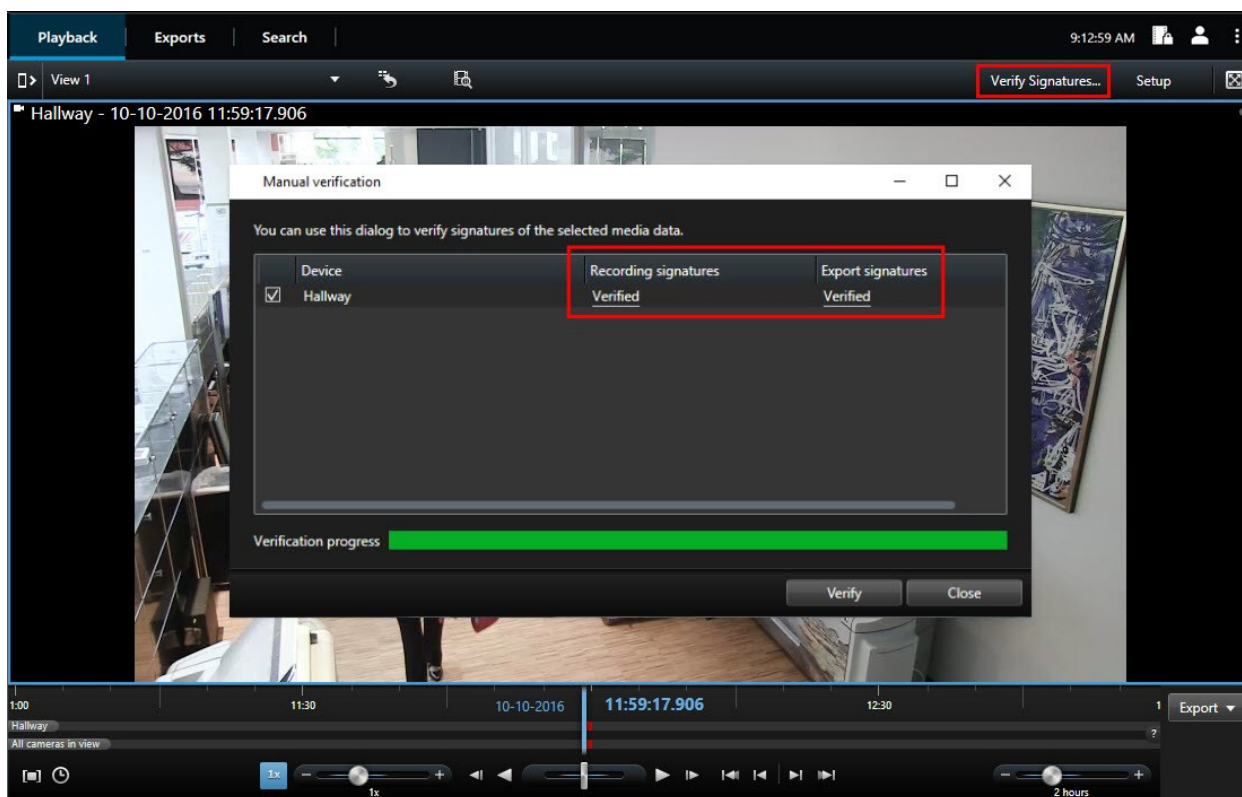 Playback Exports Search 9:12:59 AM
View 1 Verify Signatures... Setup
Hallway - 10-10-2016 11:59:17.906
Manual verification
You can use this dialog to verify signatures of the selected media data.
Device Recording signatures Export signatures
Hallway Verified Verified
Verification progress
Verify Close
1:00 11:30 10-10-2016 11:59:17.906 12:30 1 Export
Hallway ?
All cameras in view
1x
1x 2 hours